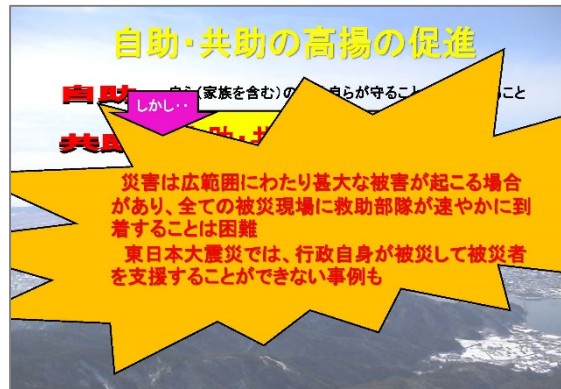 自助・共助の高揚の促進
自助 自ら(家族を含む)の 自らが守ること こと
しかし・・
共助 助・共
災害は広範囲にわたり甚大な被害が起こる場合
があり、全ての被災現場に救助部隊が速やかに到
着することは困難
東日本大震災では、行政自身が被災して被災者
を支援することができない事例も